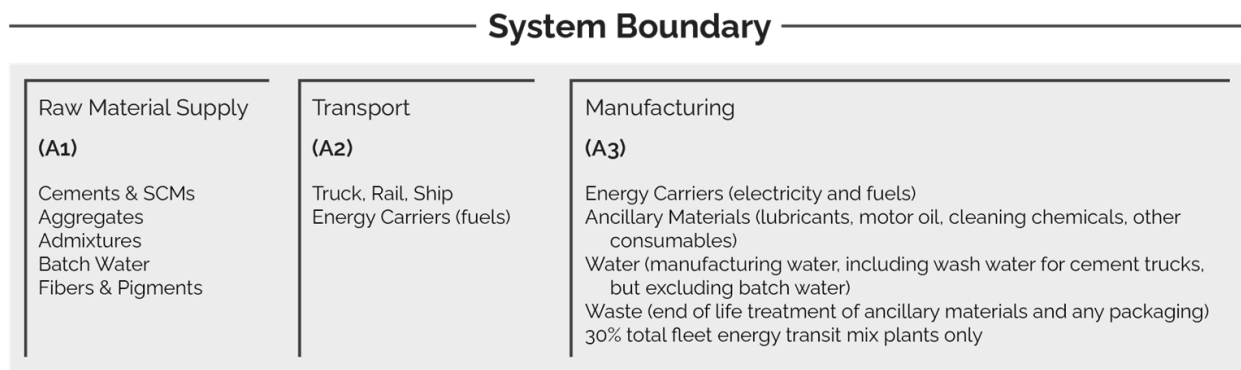 System Boundary
Raw Material Supply
(A1)
Cements & SCMs
Aggregates
Admixtures
Batch Water
Fibers & Pigments
Transport
(A2)
Truck, Rail, Ship
Energy Carriers (fuels)
Manufacturing
(A3)
Energy Carriers (electricity and fuels)
Ancillary Materials (lubricants, motor oil, cleaning chemicals, other
consumables)
Water (manufacturing water, including wash water for cement trucks,
but excluding batch water)
Waste (end of life treatment of ancillary materials and any packaging)
30% total fleet energy transit mix plants only